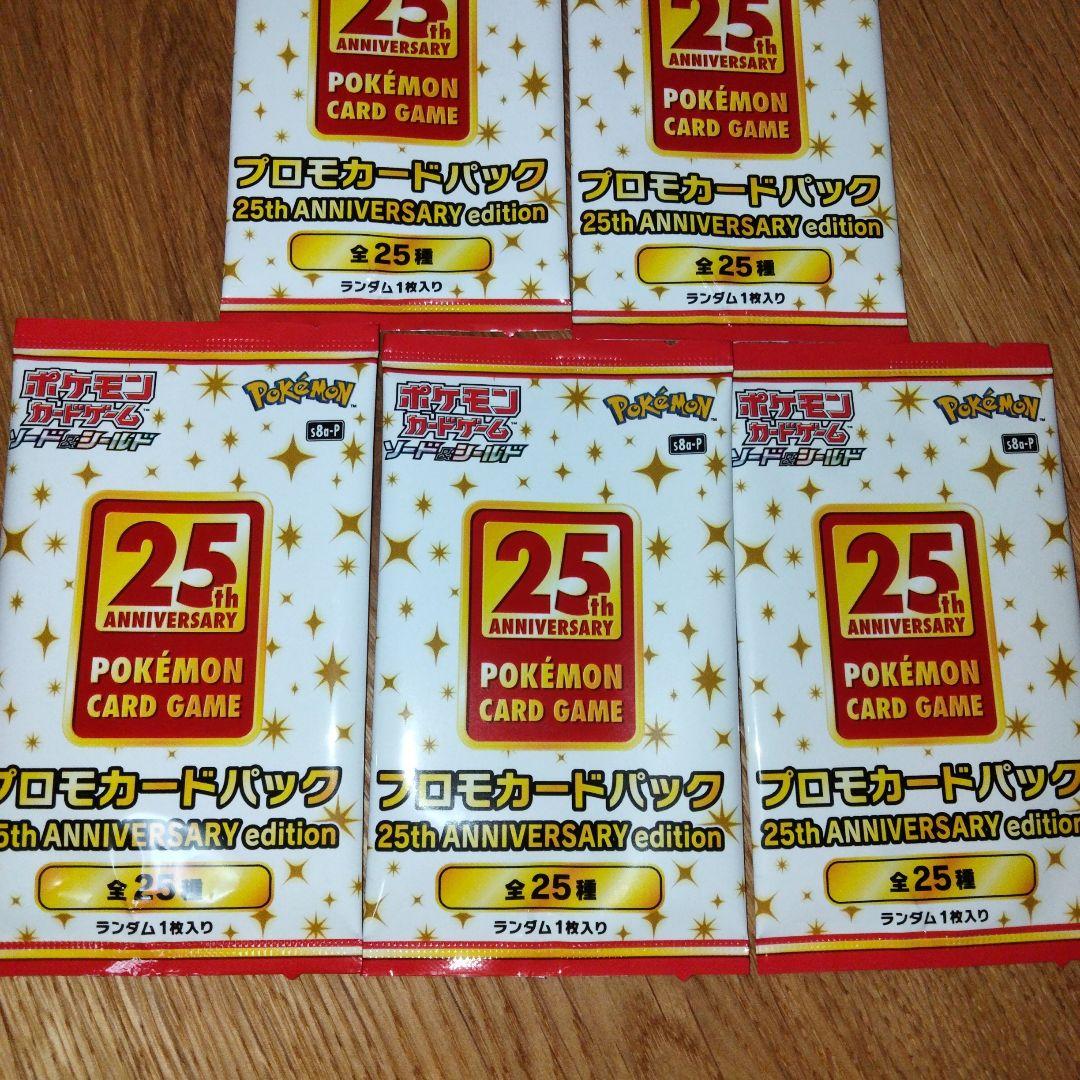 25th
ANNIVERSARY
POKÉMON
CARD GAME
プロモカードパック
25th ANNIVERSARY edition
全25種
ランダム1枚入り
25th
ANNIVERSARY
POKÉMON
CARD GAME
プロモカードパック
25th ANNIVERSARY edition
全25種
ランダム1枚入り
ポケモン
カードゲーム™
ソード&シールド
POKÉMON™
s8a-P
25th
ANNIVERSARY
POKÉMON
CARD GAME
プロモカードパック
5th ANNIVERSARY edition
全25種
ランダム1枚入り
ポケモン
カードゲーム™
ソード&シールド
POKÉMON™
s8a-P
25th
ANNIVERSARY
POKÉMON
CARD GAME
プロモカードパック
25th ANNIVERSARY edition
全25種
ランダム1枚入り
ポケモン
カードゲーム™
ソード&シールド
POKÉMON™
s8a-P
25th
ANNIVERSARY
POKÉMON
CARD GAME
プロモカードパック
25th ANNIVERSARY edition
全25種
ランダム1枚入り